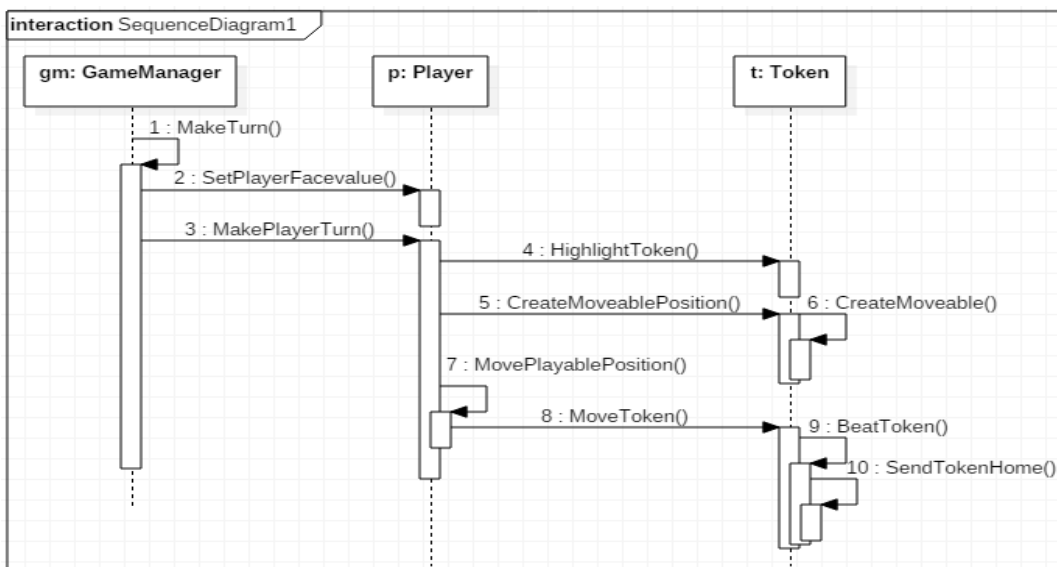 interaction SequenceDiagram1
gm: GameManager
p: Player
t: Token
1 : MakeTurn()
2 : SetPlayerFacevalue()
3 : MakePlayerTurn()
4 : HighlightToken()
5 : CreateMoveablePosition()
6 : CreateMoveable()
7 : MovePlayablePosition()
8 : MoveToken()
9 : BeatToken()
10 : SendTokenHome()